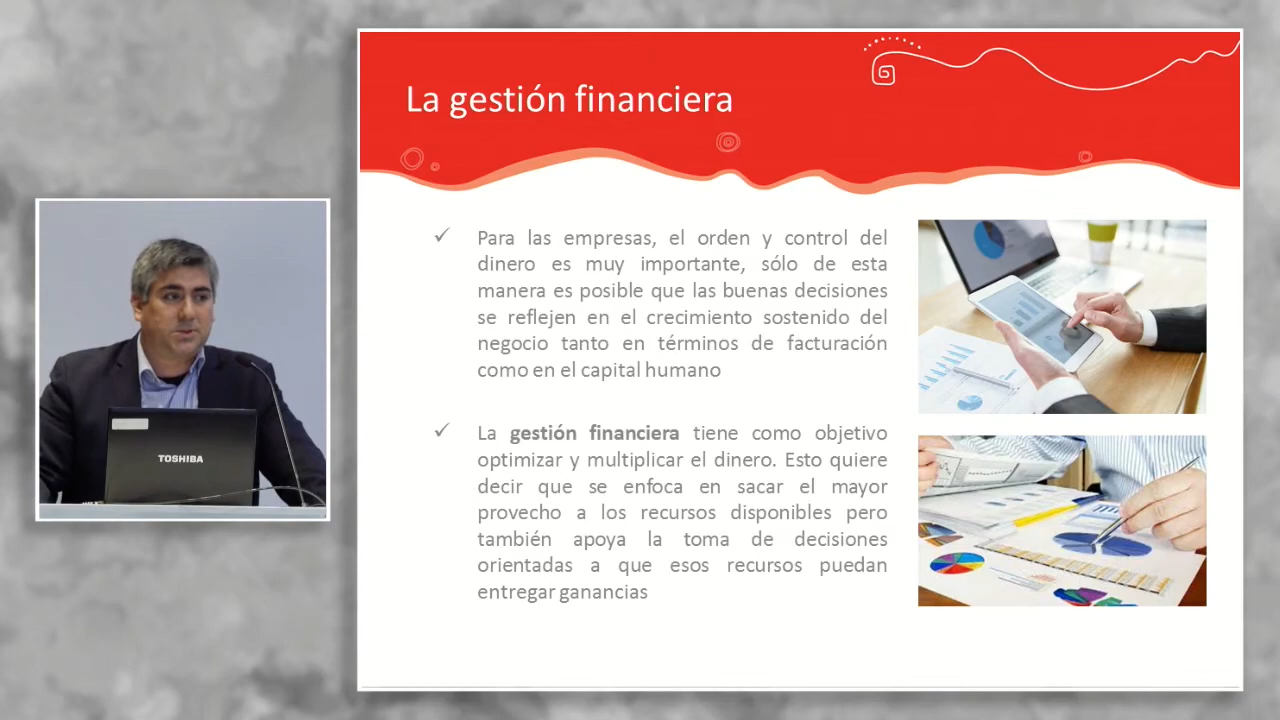 La gestión financiera
Para las empresas, el orden y control del
dinero es muy importante, sólo de esta
manera es posible que las buenas decisiones
se reflejen en el crecimiento sostenido del
negocio tanto en términos de facturación
como en el capital humano
La gestión financiera tiene como objetivo
optimizar y multiplicar el dinero. Esto quiere
decir que se enfoca en sacar el mayor
provecho a los recursos disponibles pero
también apoya la toma de decisiones
orientadas a que esos recursos puedan
entregar ganancias
TOSHIBA